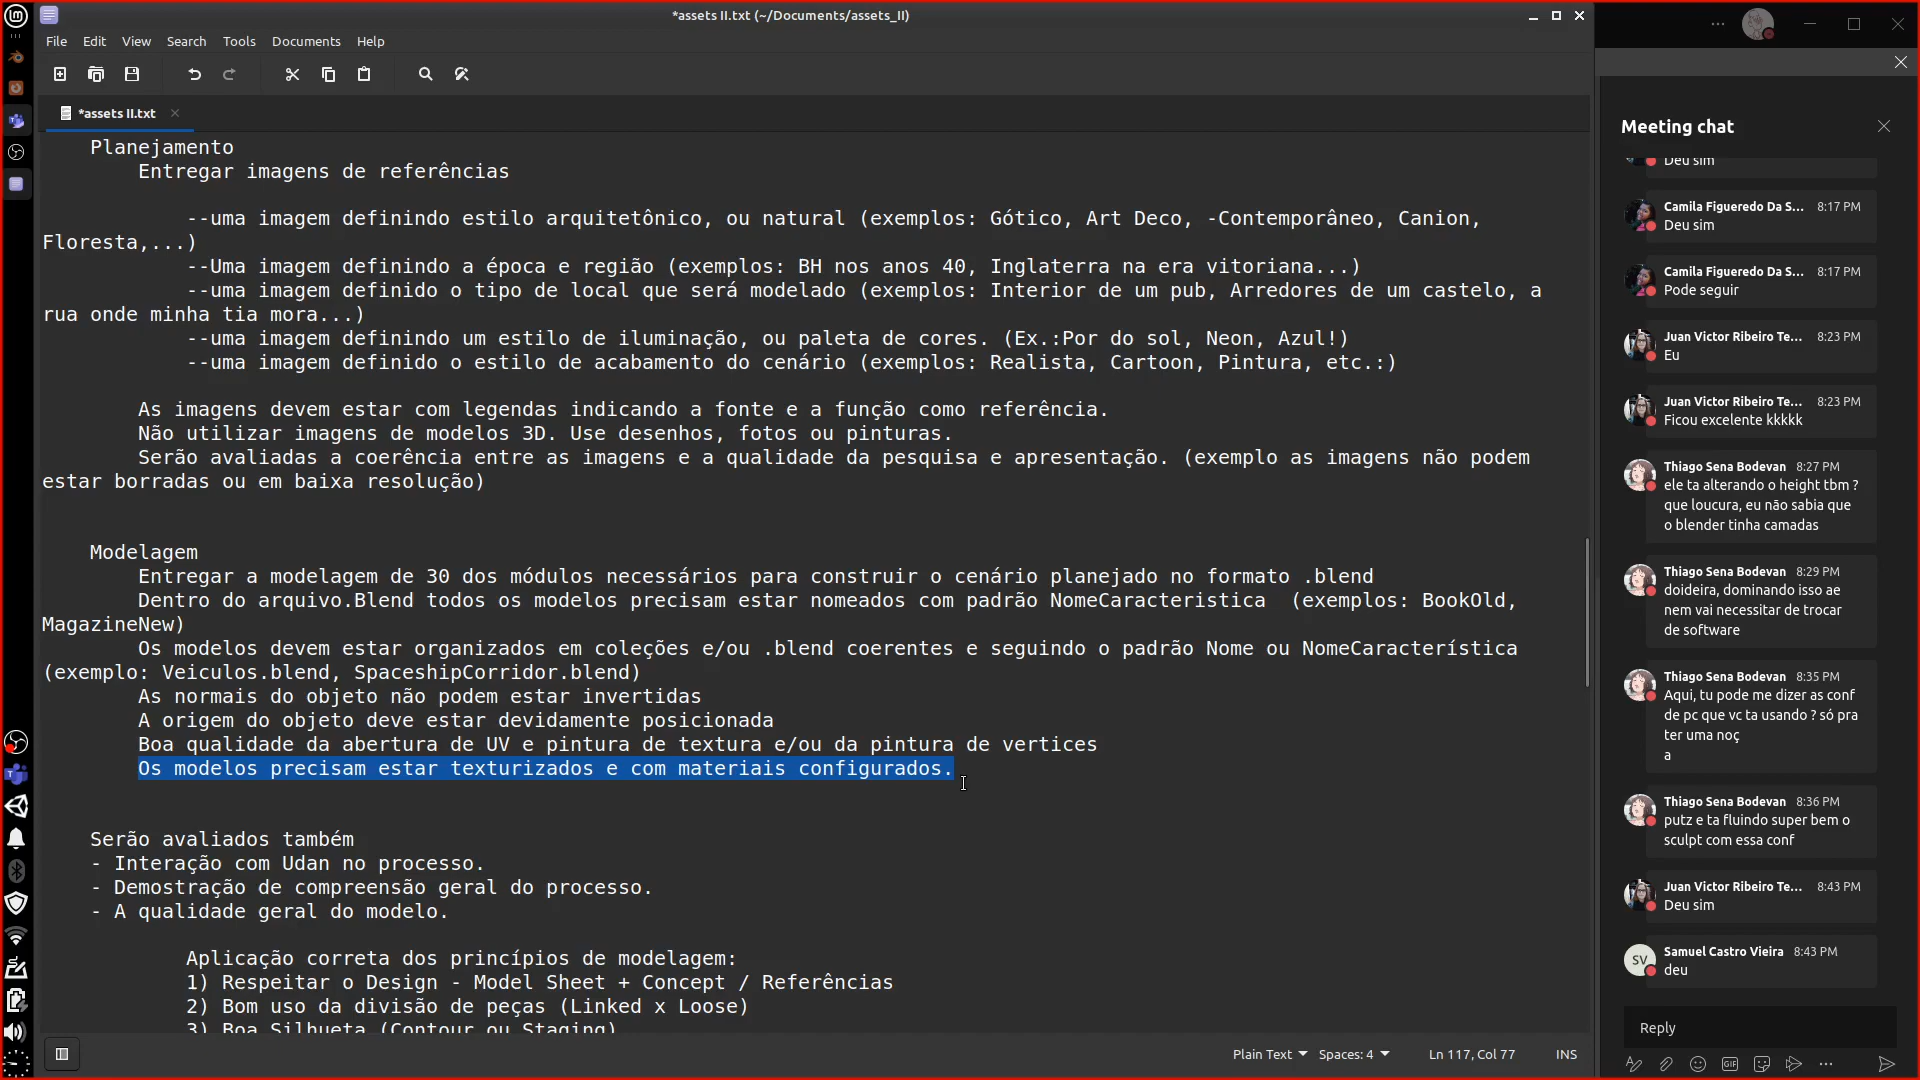 *assets II.txt (~/Documents/assets_II)
File Edit View Search Tools Documents Help
*assets II.txt
Planejamento
Entregar imagens de referências
--uma imagem definindo estilo arquitetônico, ou natural (exemplos: Gótico, Art Deco, -Contemporâneo, Canion,
Floresta,...)
--Uma imagem definindo a época e região (exemplos: BH nos anos 40, Inglaterra na era vitoriana...)
--uma imagem definido o tipo de local que será modelado (exemplos: Interior de um pub, Arredores de um castelo, a
rua onde minha tia mora...)
--uma imagem definindo um estilo de iluminação, ou paleta de cores. (Ex.:Por do sol, Neon, Azul!)
--uma imagem definido o estilo de acabamento do cenário (exemplos: Realista, Cartoon, Pintura, etc.:)
As imagens devem estar com legendas indicando a fonte e a função como referência.
Não utilizar imagens de modelos 3D. Use desenhos, fotos ou pinturas.
Serão avaliadas a coerência entre as imagens e a qualidade da pesquisa e apresentação. (exemplo as imagens não podem
estar borradas ou em baixa resolução)
Modelagem
Entregar a modelagem de 30 dos módulos necessários para construir o cenário planejado no formato .blend
Dentro do arquivo.Blend todos os modelos precisam estar nomeados com padrão NomeCaracteristica  (exemplos: BookOld,
MagazineNew)
Os modelos devem estar organizados em coleções e/ou .blend coerentes e seguindo o padrão Nome ou NomeCaracterística
(exemplo: Veiculos.blend, SpaceshipCorridor.blend)
As normais do objeto não podem estar invertidas
A origem do objeto deve estar devidamente posicionada
Boa qualidade da abertura de UV e pintura de textura e/ou da pintura de vertices
Os modelos precisam estar texturizados e com materiais configurados.
Serão avaliados também
- Interação com Udan no processo.
- Demostração de compreensão geral do processo.
- A qualidade geral do modelo.
Aplicação correta dos princípios de modelagem:
1) Respeitar o Design - Model Sheet + Concept / Referências
2) Bom uso da divisão de peças (Linked x Loose)
3) Boa Silhueta (Contour ou Staging)
Plain Text Spaces: 4 Ln 117, Col 77 INS
Meeting chat
Deu sim
Camila Figueredo Da S... 8:17 PM
Deu sim
Camila Figueredo Da S... 8:17 PM
Pode seguir
Juan Victor Ribeiro Te... 8:23 PM
Eu
Juan Victor Ribeiro Te... 8:23 PM
Ficou excelente kkkkk
Thiago Sena Bodevan 8:27 PM
ele ta alterando o height tbm ?
que loucura, eu não sabia que
o blender tinha camadas
Thiago Sena Bodevan 8:29 PM
doideira, dominando isso ae
nem vai necessitar de trocar
de software
Thiago Sena Bodevan 8:35 PM
Aqui, tu pode me dizer as conf
de pc que vc ta usando ? só pra
ter uma noç
a
Thiago Sena Bodevan 8:36 PM
putz e ta fluindo super bem o
sculpt com essa conf
Juan Victor Ribeiro Te... 8:43 PM
Deu sim
SV
Samuel Castro Vieira 8:43 PM
deu
Reply
GIF